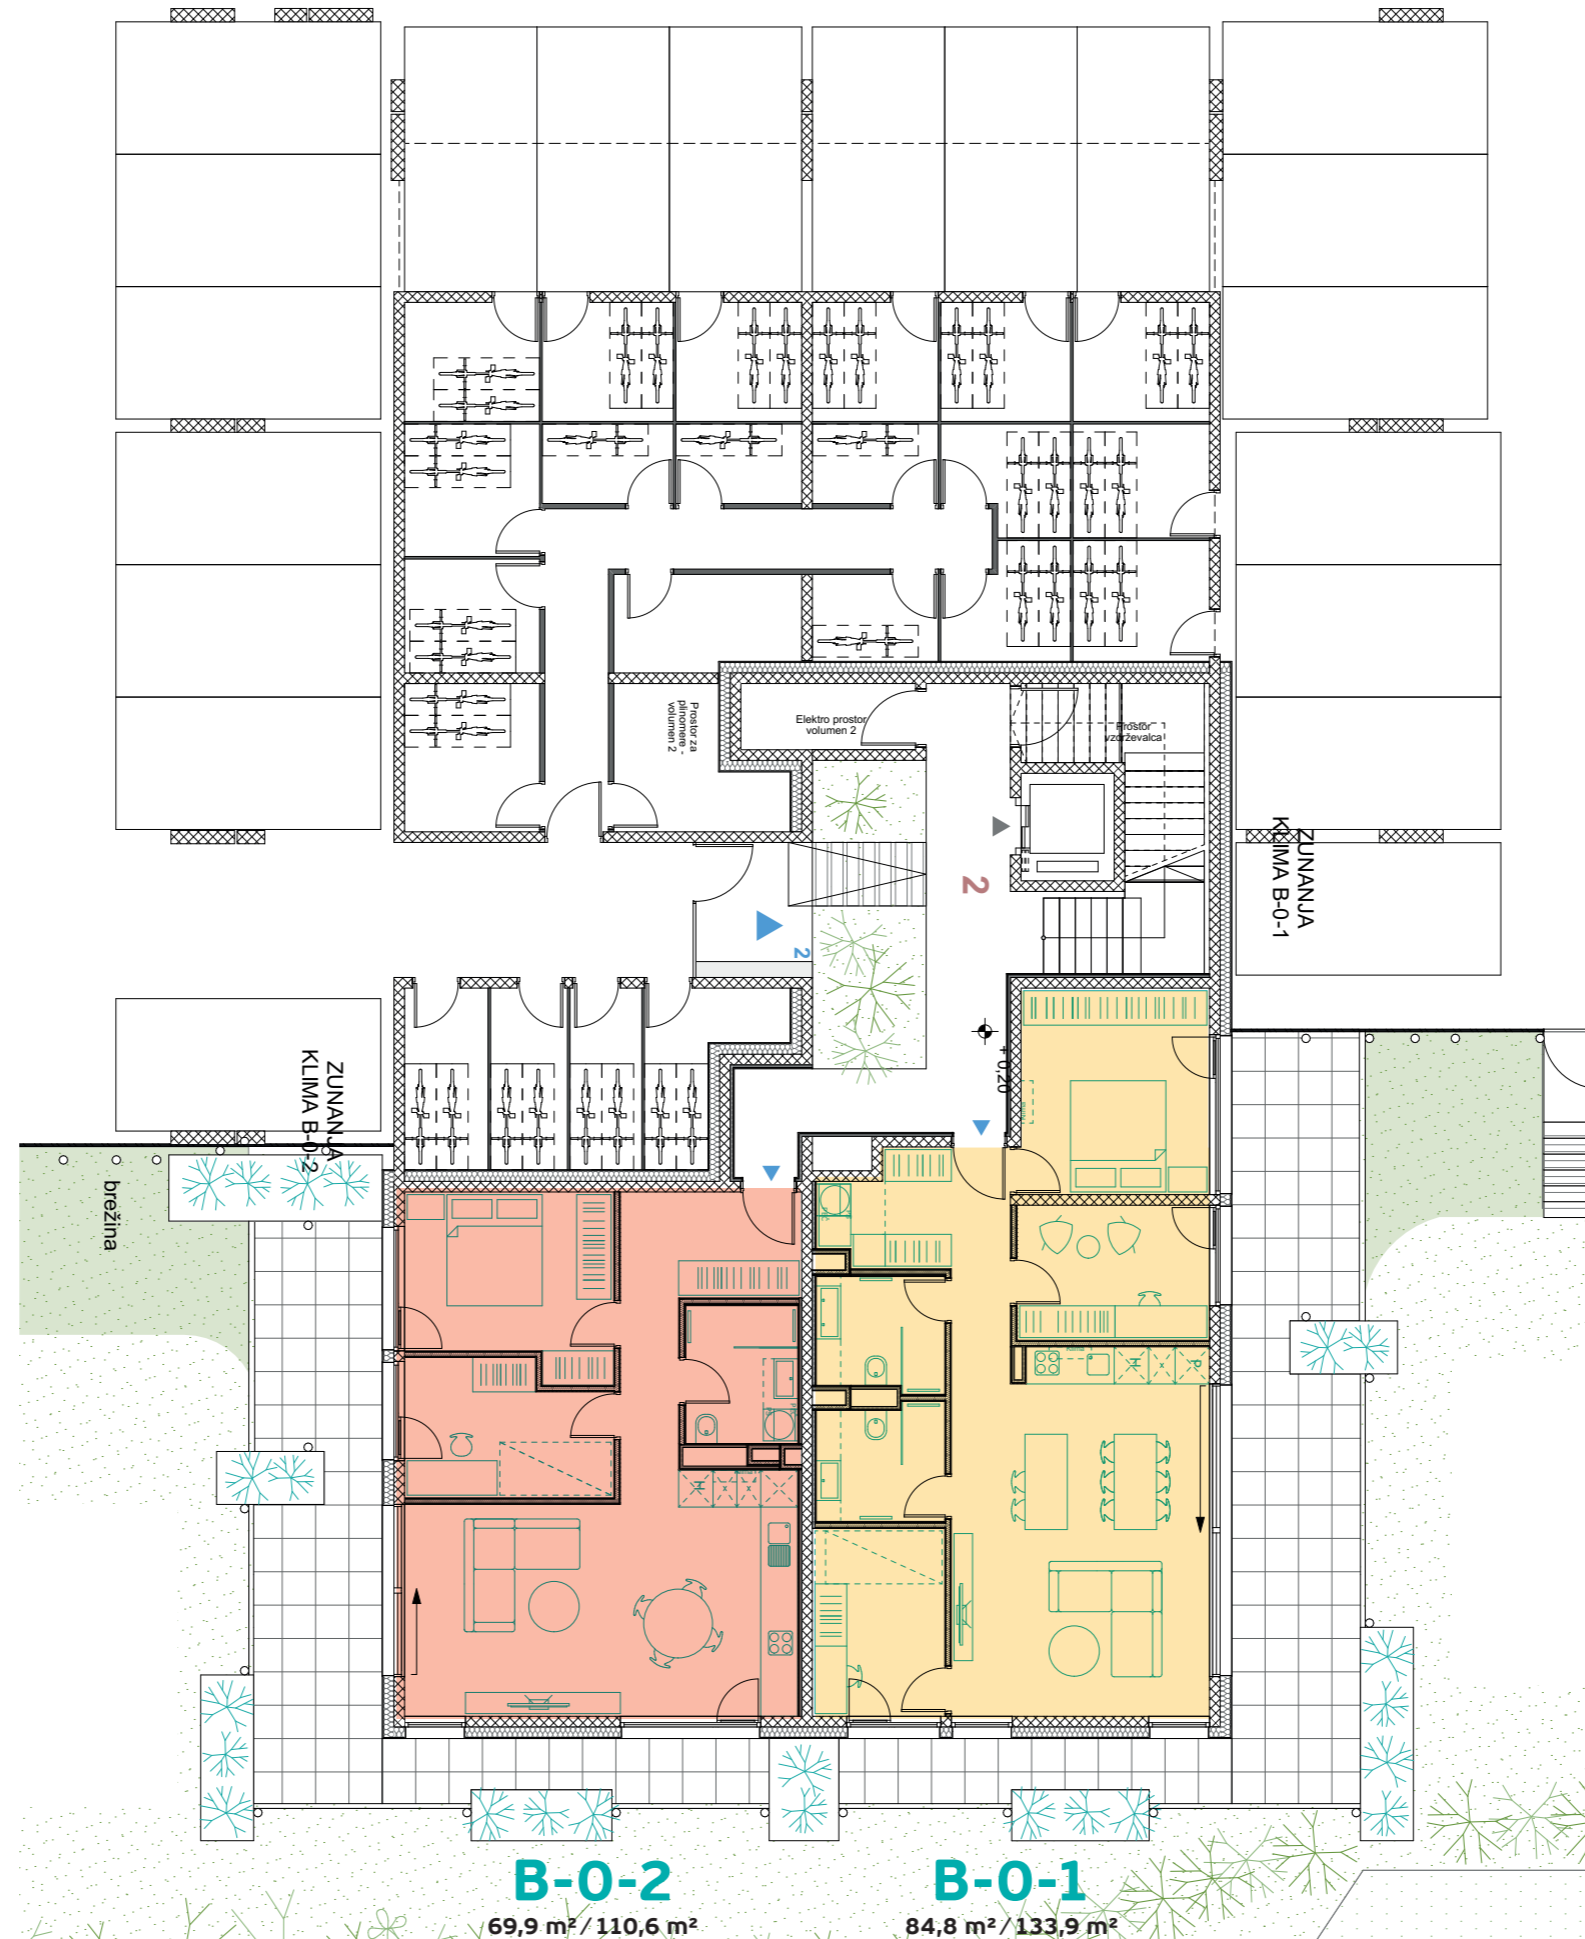 Prostor za
plinomere -
volumen 2
Elektro prostor
volumen 2
Prostor
vzdrževalca
ZUNANJA
KLIMA B-0-1
2
2
ZUNANJA
KLIMA B-0-2
+ 0,20
brežina
H
P
H
B-0-2
69,9 m² / 110,6 m²
B-0-1
84,8 m² / 133,9 m²